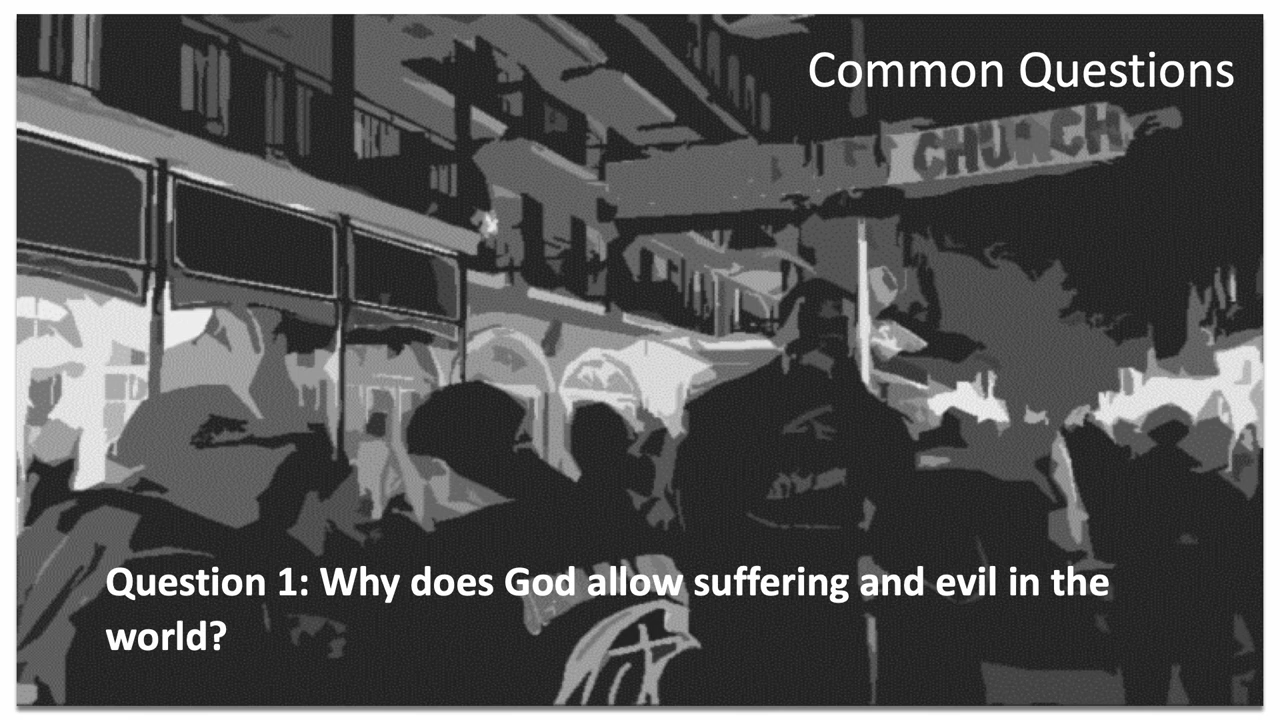 Common Questions
CHURCH
Question 1: Why does God allow suffering and evil in the
world?